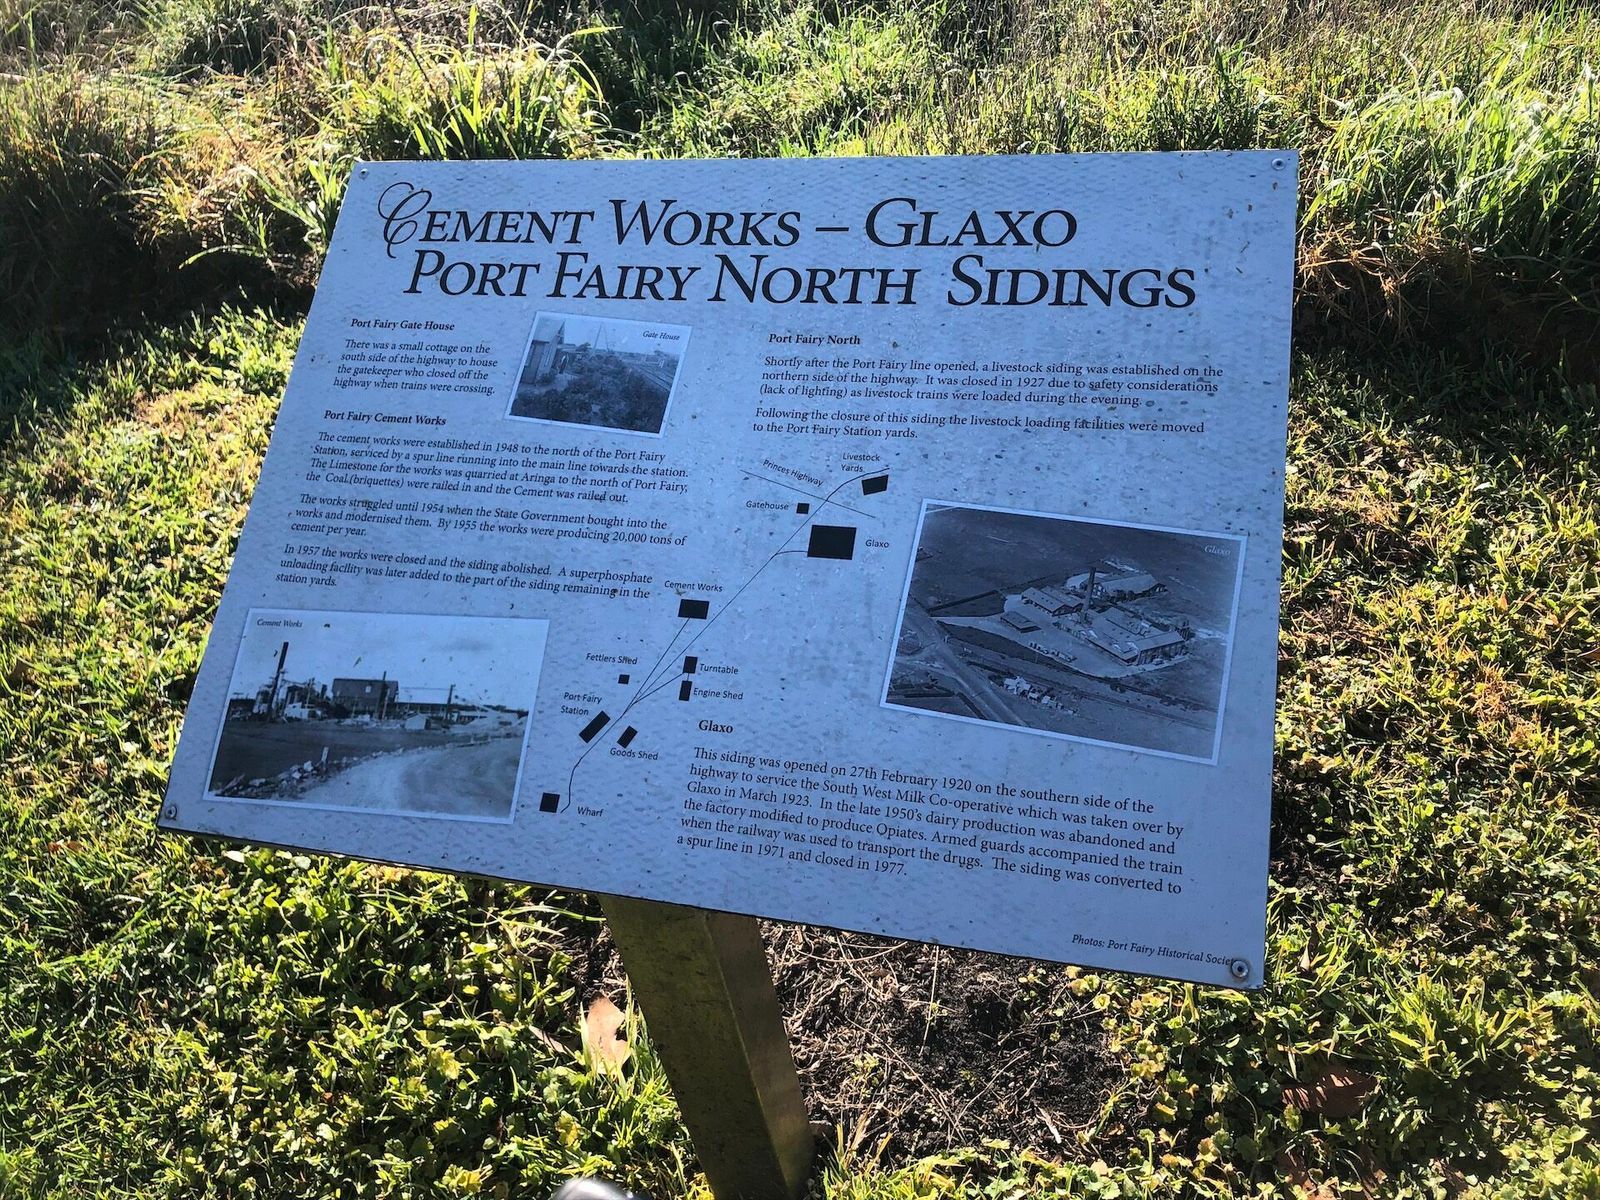 CEMENT WORKS – GLAXO
PORT FAIRY NORTH SIDINGS
Port Fairy Gate House
There was a small cottage on the
south side of the highway to house
the gatekeeper who closed off the
highway when trains were crossing.
Gate House
Port Fairy Cement Works
The cement works were established in 1948 to the north of the Port Fairy
Station, serviced by a spur line running into the main line towards the station.
The Limestone for the works was quarried at Aringa to the north of Port Fairy,
the Coal (briquettes) were railed in and the Cement was railed out.
The works struggled until 1954 when the State Government bought into the
works and modernised them. By 1955 the works were producing 20,000 tons of
cement per year.
In 1957 the works were closed and the siding abolished. A superphosphate
unloading facility was later added to the part of the siding remaining in the
station yards.
Cement Works
Port Fairy North
Shortly after the Port Fairy line opened, a livestock siding was established on the
northern side of the highway. It was closed in 1927 due to safety considerations
(lack of lighting) as livestock trains were loaded during the evening.
Following the closure of this siding the livestock loading facilities were moved
to the Port Fairy Station yards.
Livestock
Yards
Princes Highway
Gatehouse
Glaxo
Cement Works
Fettlers Shed
Turntable
Engine Shed
Port Fairy
Station
Goods Shed
Wharf
Glaxo
Glaxo
This siding was opened on 27th February 1920 on the southern side of the
highway to service the South West Milk Co-operative which was taken over by
Glaxo in March 1923. In the late 1950's dairy production was abandoned and
the factory modified to produce Opiates. Armed guards accompanied the train
when the railway was used to transport the drugs. The siding was converted to
a spur line in 1971 and closed in 1977.
Photos: Port Fairy Historical Societ